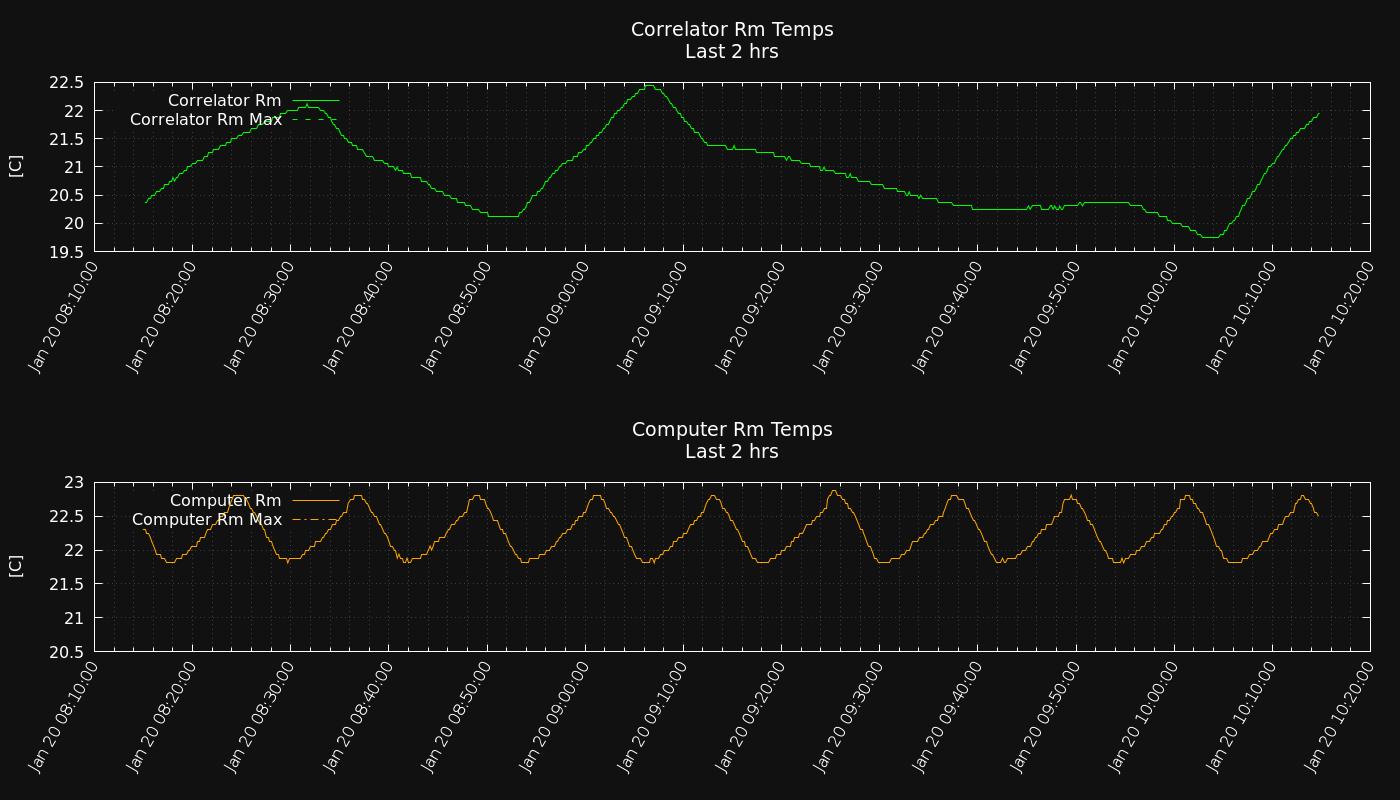 Correlator Rm Temps
Last 2 hrs
[C]
22.5
22
21.5
21
20.5
20
19.5
Correlator Rm
Correlator Rm Max
Jan 20 08:10:00
Jan 20 08:20:00
Jan 20 08:30:00
Jan 20 08:40:00
Jan 20 08:50:00
Jan 20 09:00:00
Jan 20 09:10:00
Jan 20 09:20:00
Jan 20 09:30:00
Jan 20 09:40:00
Jan 20 09:50:00
Jan 20 10:00:00
Jan 20 10:10:00
Jan 20 10:20:00
Computer Rm Temps
Last 2 hrs
[C]
23
22.5
22
21.5
21
20.5
Computer Rm
Computer Rm Max
Jan 20 08:10:00
Jan 20 08:20:00
Jan 20 08:30:00
Jan 20 08:40:00
Jan 20 08:50:00
Jan 20 09:00:00
Jan 20 09:10:00
Jan 20 09:20:00
Jan 20 09:30:00
Jan 20 09:40:00
Jan 20 09:50:00
Jan 20 10:00:00
Jan 20 10:10:00
Jan 20 10:20:00